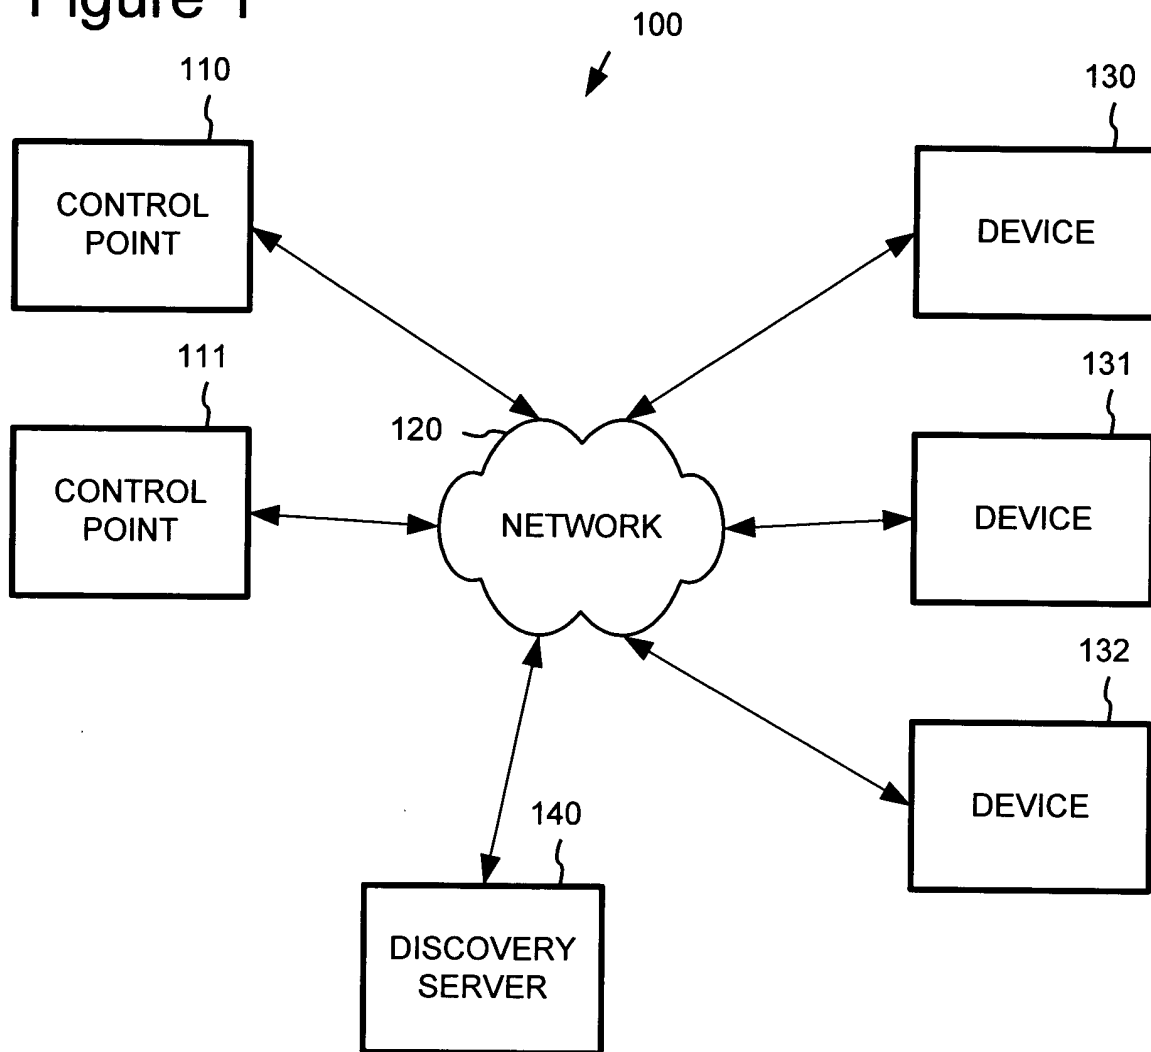 Figure 1
100
110
130
CONTROL
POINT
DEVICE
111
131
120
CONTROL
POINT
NETWORK
DEVICE
132
140
DEVICE
DISCOVERY
SERVER